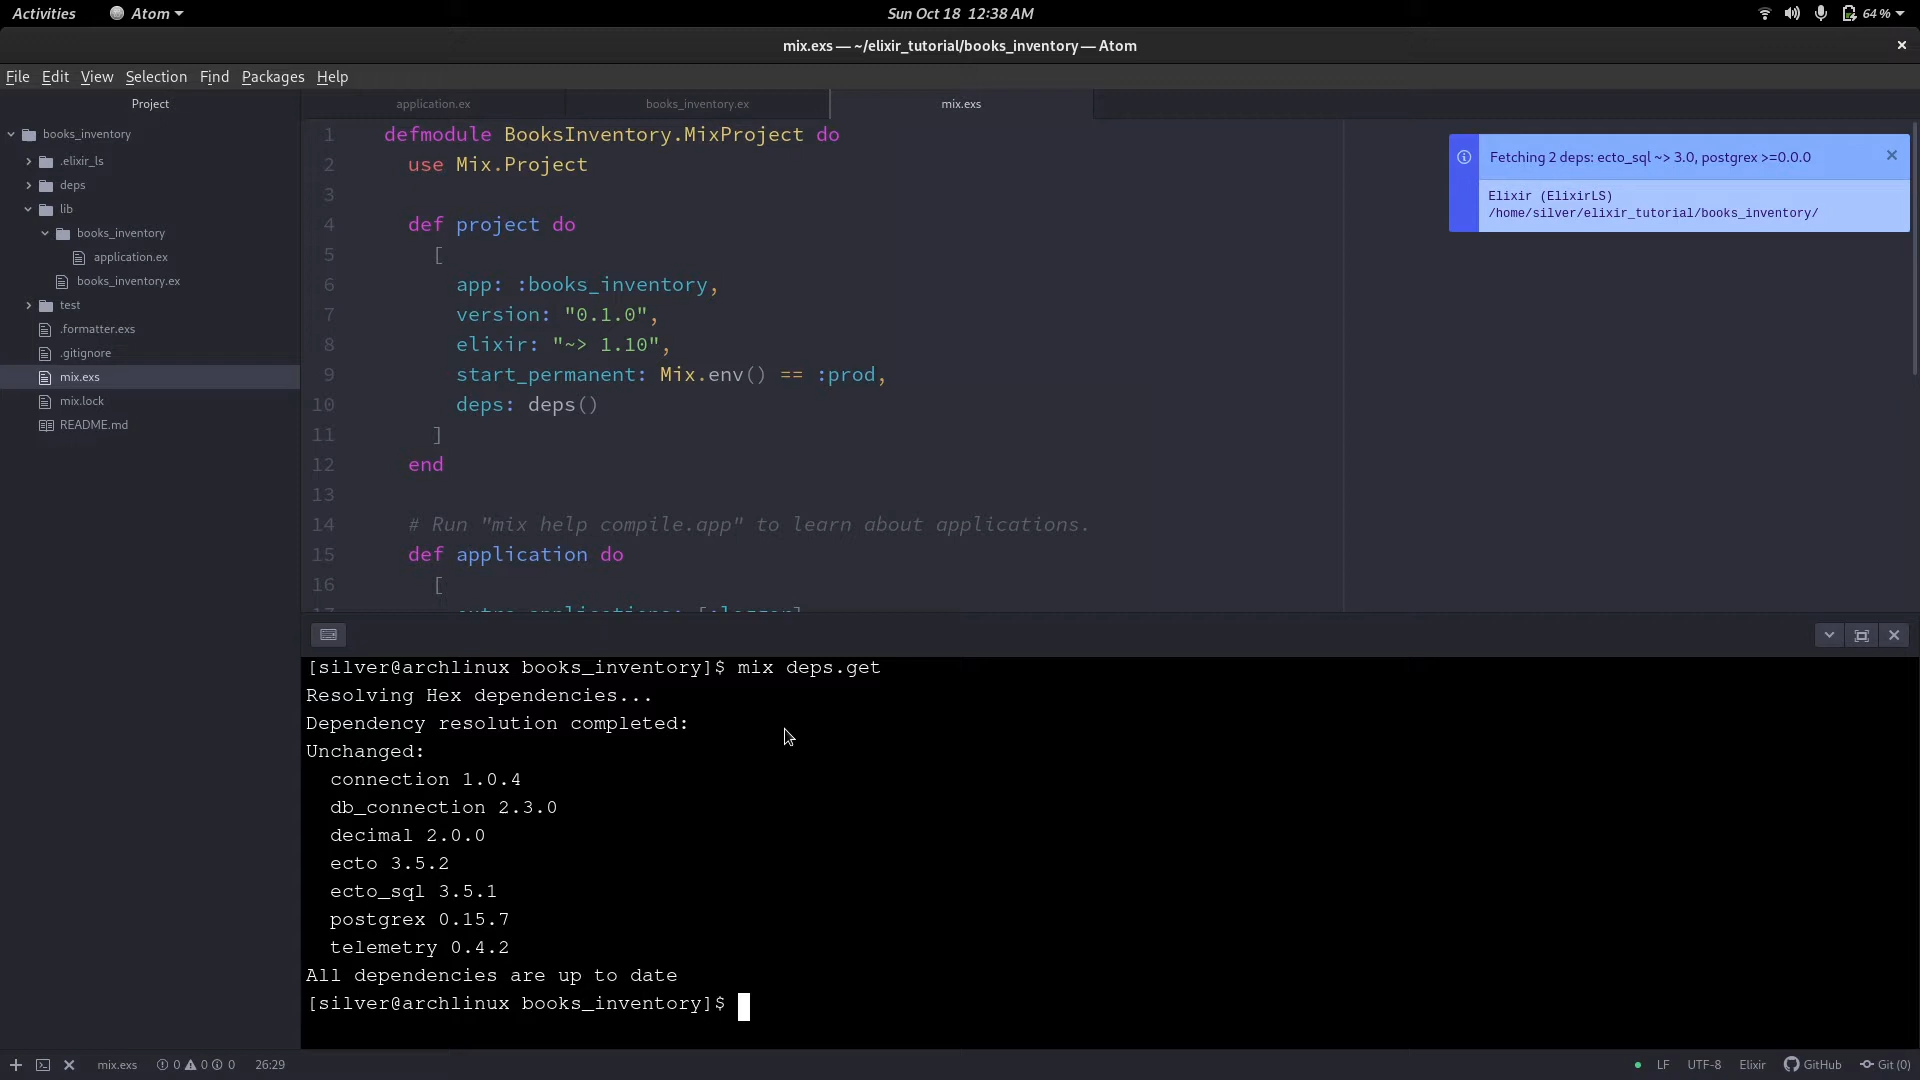 Activities
Atom
Sun Oct 18 12:38 AM
64 %
mix.exs — ~/elixir_tutorial/books_inventory — Atom
File Edit View Selection Find Packages Help
Project
application.ex
books_inventory.ex
mix.exs
books_inventory
.elixir_ls
deps
lib
books_inventory
application.ex
books_inventory.ex
test
.formatter.exs
.gitignore
mix.exs
mix.lock
README.md
1 defmodule BooksInventory.MixProject do
2 use Mix.Project
3
4 def project do
5 [
6 app: :books_inventory,
7 version: "0.1.0",
8 elixir: "~> 1.10",
9 start_permanent: Mix.env() == :prod,
10 deps: deps()
11 ]
12 end
13
14 # Run "mix help compile.app" to learn about applications.
15 def application do
16 [
17 extra_applications: [:logger]
Fetching 2 deps: ecto_sql ~> 3.0, postgrex >=0.0.0
Elixir (ElixirLS)
/home/silver/elixir_tutorial/books_inventory/
[silver@archlinux books_inventory]$ mix deps.get
Resolving Hex dependencies...
Dependency resolution completed:
Unchanged:
connection 1.0.4
db_connection 2.3.0
decimal 2.0.0
ecto 3.5.2
ecto_sql 3.5.1
postgrex 0.15.7
telemetry 0.4.2
All dependencies are up to date
[silver@archlinux books_inventory]$
mix.exs 0 0 0 26:29
LF UTF-8 Elixir GitHub Git (0)